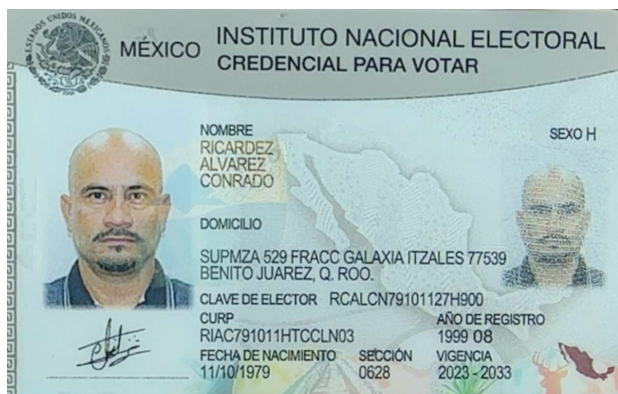 ESTADOS UNIDOS MEXICANOS
MÉXICO INSTITUTO NACIONAL ELECTORAL
CREDENCIAL PARA VOTAR
NOMBRE
SEXO H
RICARDEZ
ALVAREZ
CONRADO
DOMICILIO
SUPMZA 529 FRACC GALAXIA ITZALES 77539
BENITO JUAREZ, Q. ROO.
CLAVE DE ELECTOR RCALCN79101127H900
CURP
RIAC791011HTCCLN03
AÑO DE REGISTRO
1999 08
FECHA DE NACIMIENTO
11/10/1979
SECCIÓN
0628
VIGENCIA
2023 - 2033